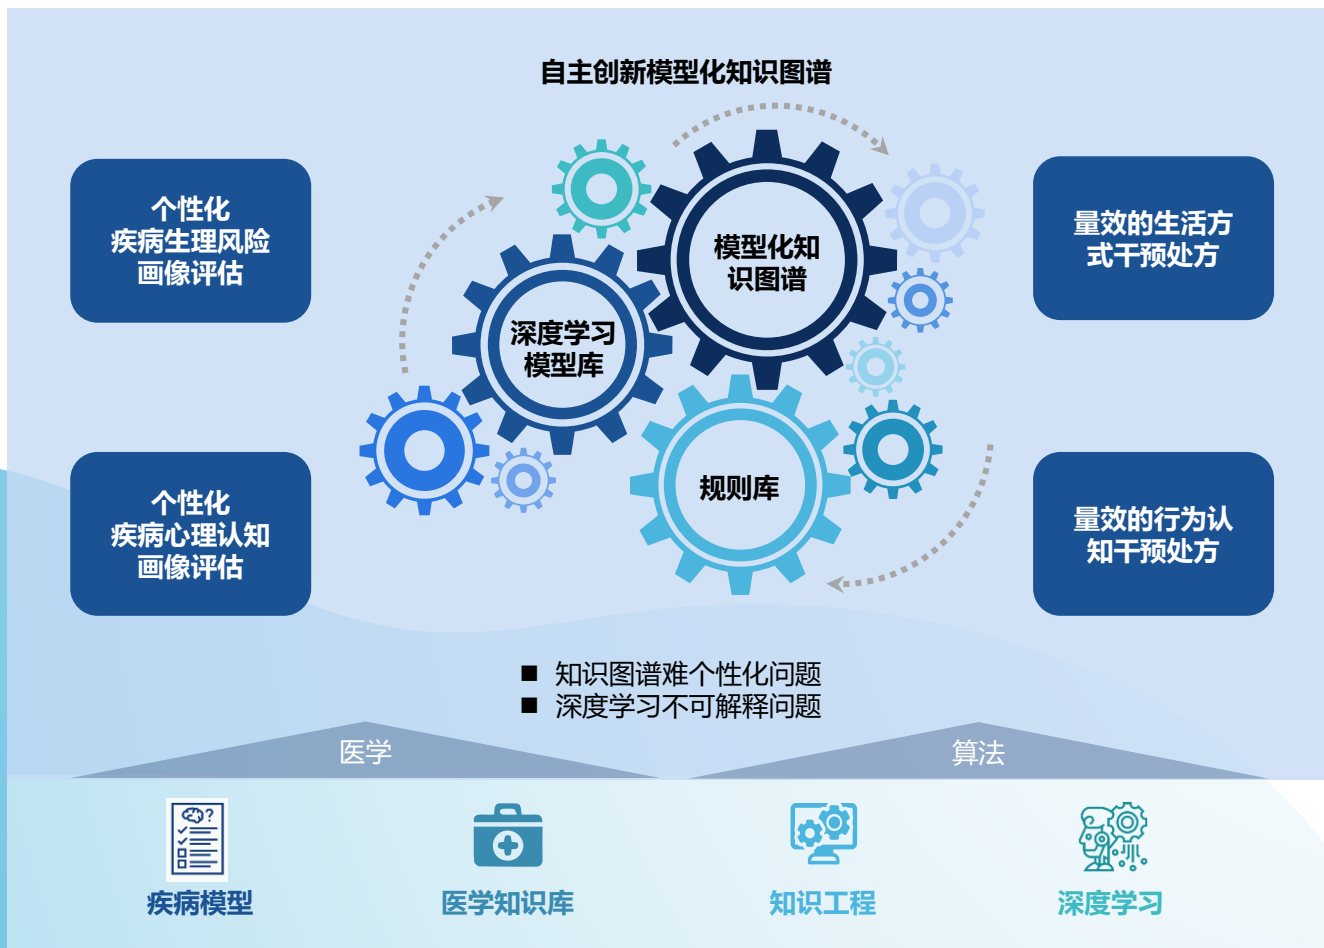 自主创新模型化知识图谱
个性化
疾病生理风险
画像评估
模型化知
识图谱
量效的生活方
式干预处方
深度学习
模型库
个性化
疾病心理认知
画像评估
规则库
量效的行为认
知干预处方
■ 知识图谱难个性化问题
■ 深度学习不可解释问题
医学
算法
?
疾病模型
医学知识库
知识工程
深度学习